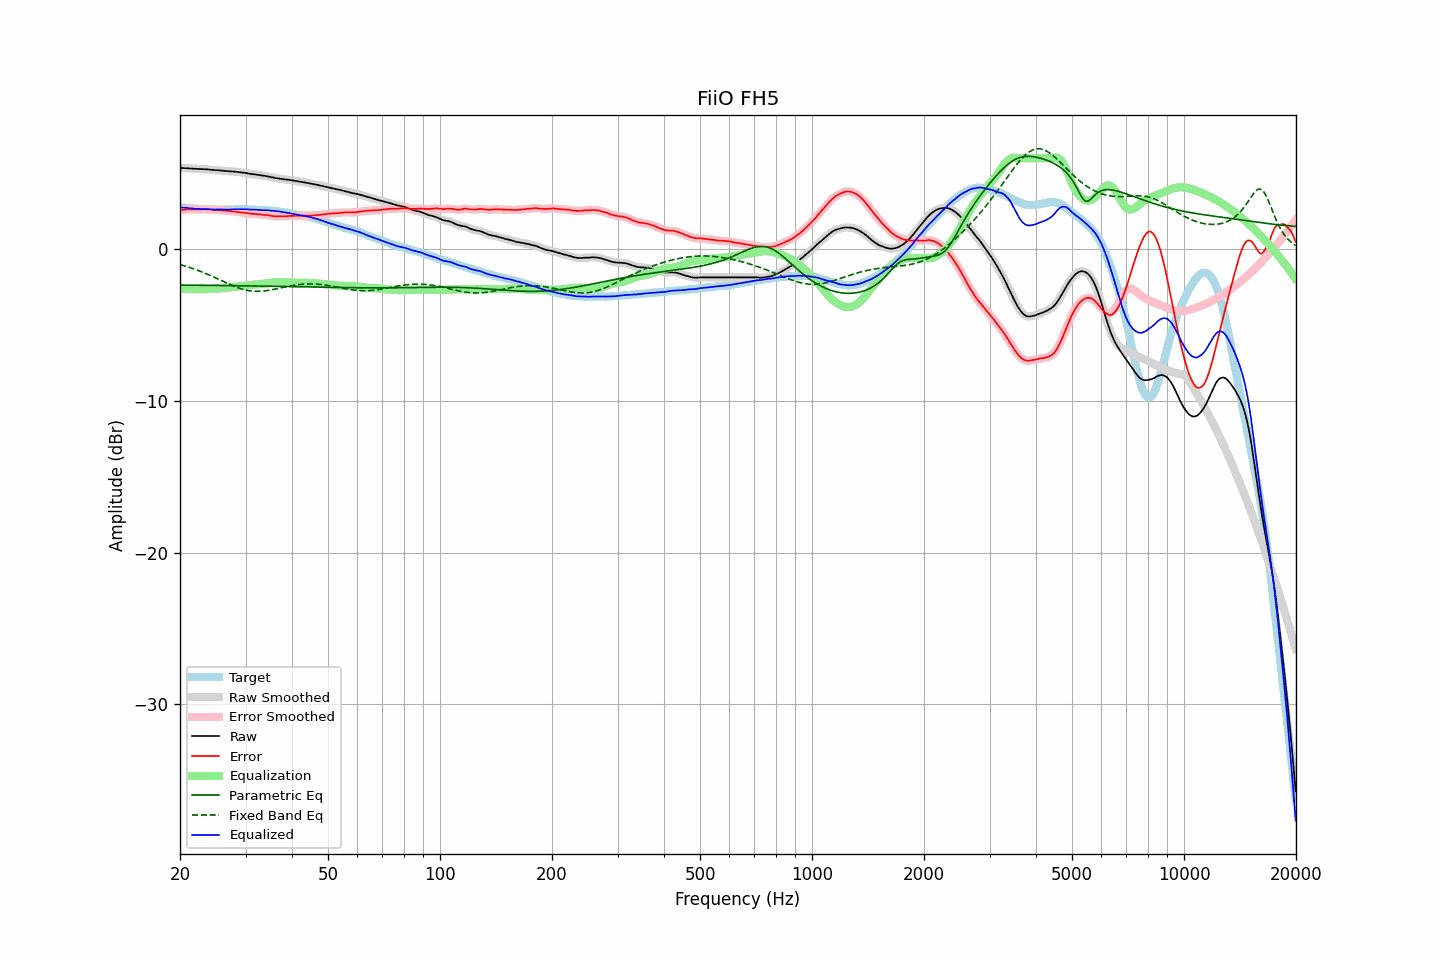 FiiO FH5
0
−10
−20
−30
Amplitude (dBr)
Target
Raw Smoothed
Error Smoothed
Raw
Error
Equalization
Parametric Eq
Fixed Band Eq
Equalized
20 50 100 200 500 1000 2000 5000 10000 20000
Frequency (Hz)